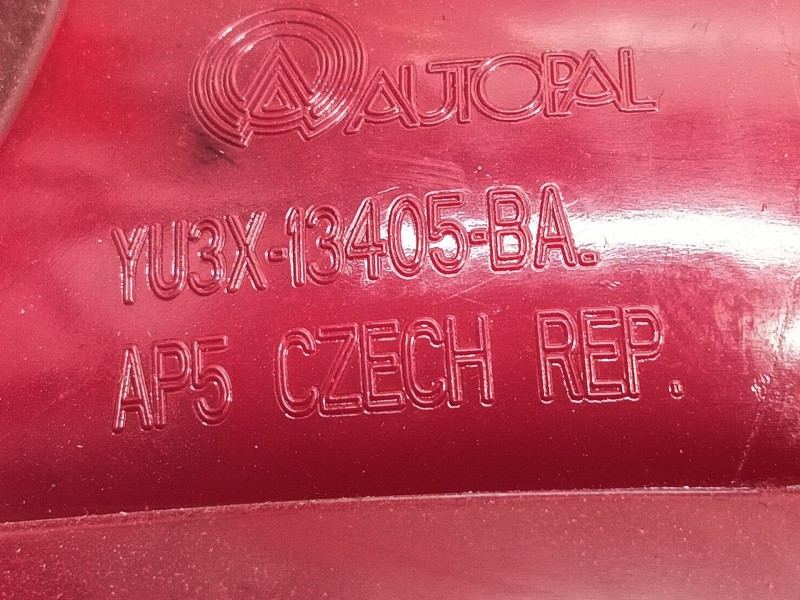 AUTOPAL
YU3X-13405-BA.
AP5 CZECH REP.